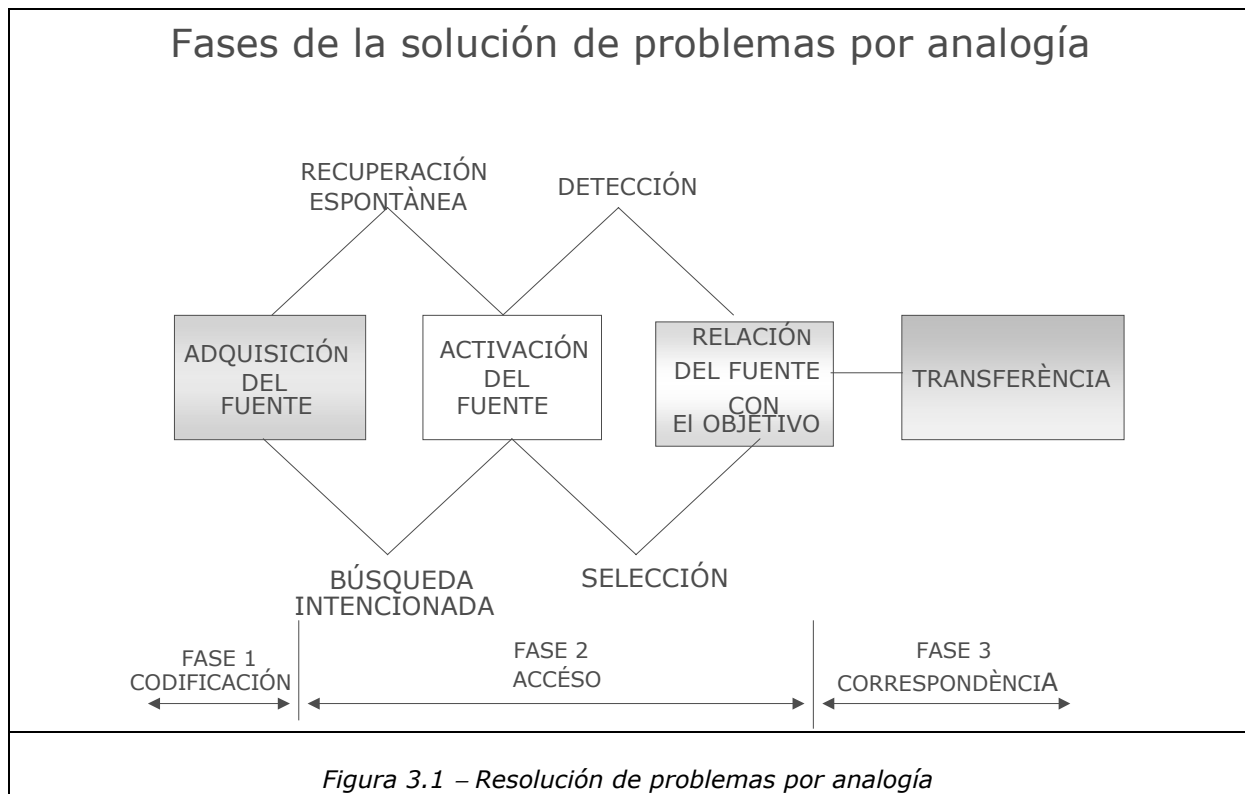 Fases de la solución de problemas por analogía
RECUPERACIÓN
ESPONTÀNEA
DETECCIÓN
ADQUISICIÓN
DEL
FUENTE
ACTIVACIÓN
DEL
FUENTE
RELACIÓN
DEL FUENTE
CON
El OBJETIVO
TRANSFERÈNCIA
BÚSQUEDA
INTENCIONADA
SELECCIÓN
FASE 1
CODIFICACIÓN
FASE 2
ACCÉSO
FASE 3
CORRESPONDÈNCIA
Figura 3.1 – Resolución de problemas por analogía